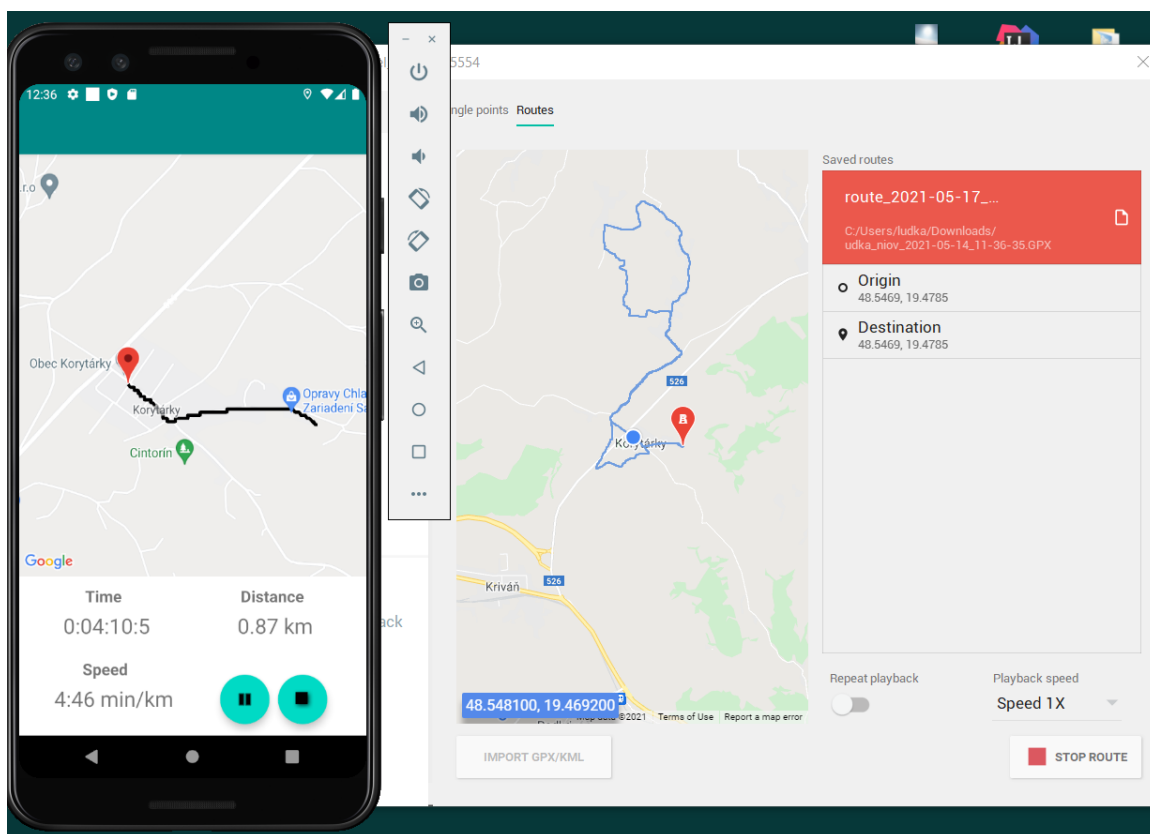 12:36
.r.o
Obec Korytárky
Korytárky
Opravy Chla
Zariadení Sa
Cintorín
Google
Time
Distance
0:04:10:5
0.87 km
Speed
4:46 min/km
5554
ngle points Routes
526
Korytárky
Kriváň
526
48.548100, 19.469200
Map data ©2021 Terms of Use Report a map error
IMPORT GPX/KML
ack
Saved routes
route_2021-05-17_...
C:/Users/ludka/Downloads/
udka_niov_2021-05-14_11-36-35.GPX
Origin
48.5469, 19.4785
Destination
48.5469, 19.4785
Repeat playback
Playback speed
Speed 1X
STOP ROUTE